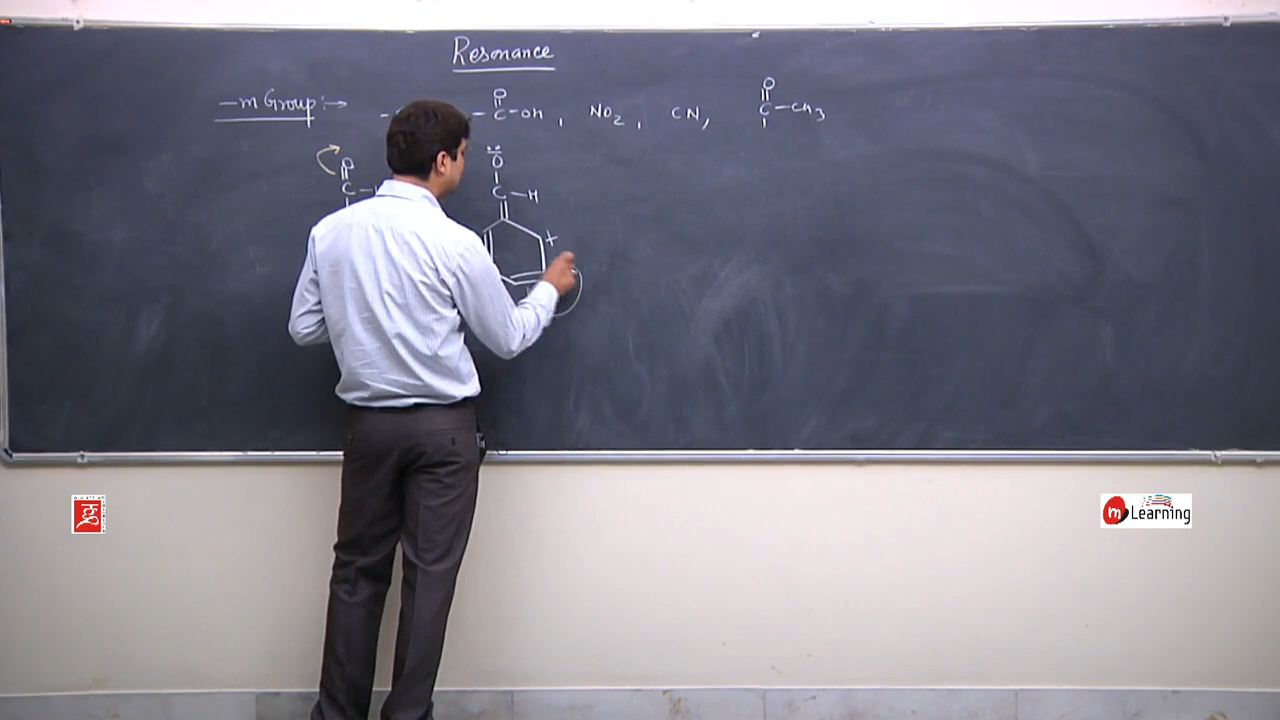 Resonance
—m Group:→ — C—OH, NO2, CN, C—CH3
O O
O O
C— C—H
+
m Learning